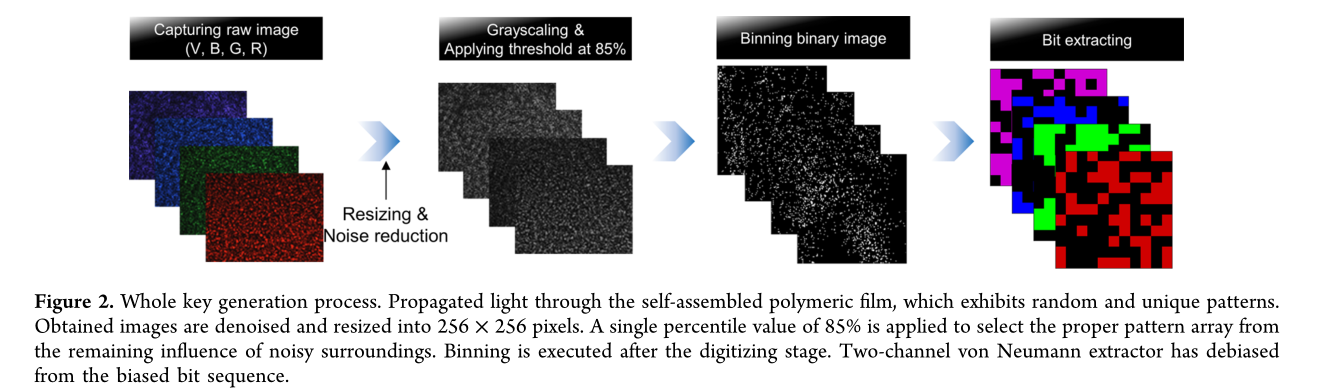 Capturing raw image
(V, B, G, R)
Grayscaling &
Applying threshold at 85%
Binning binary image
Bit extracting
Resizing &
Noise reduction
Figure 2. Whole key generation process. Propagated light through the self-assembled polymeric film, which exhibits random and unique patterns.
Obtained images are denoised and resized into 256 × 256 pixels. A single percentile value of 85% is applied to select the proper pattern array from
the remaining influence of noisy surroundings. Binning is executed after the digitizing stage. Two-channel von Neumann extractor has debiased
from the biased bit sequence.